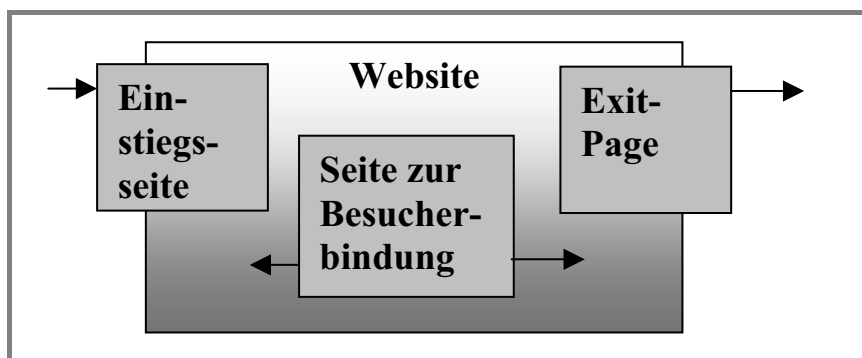 Website
Ein-
stiegs-
seite
Seite zur
Besucher-
bindung
Exit-
Page